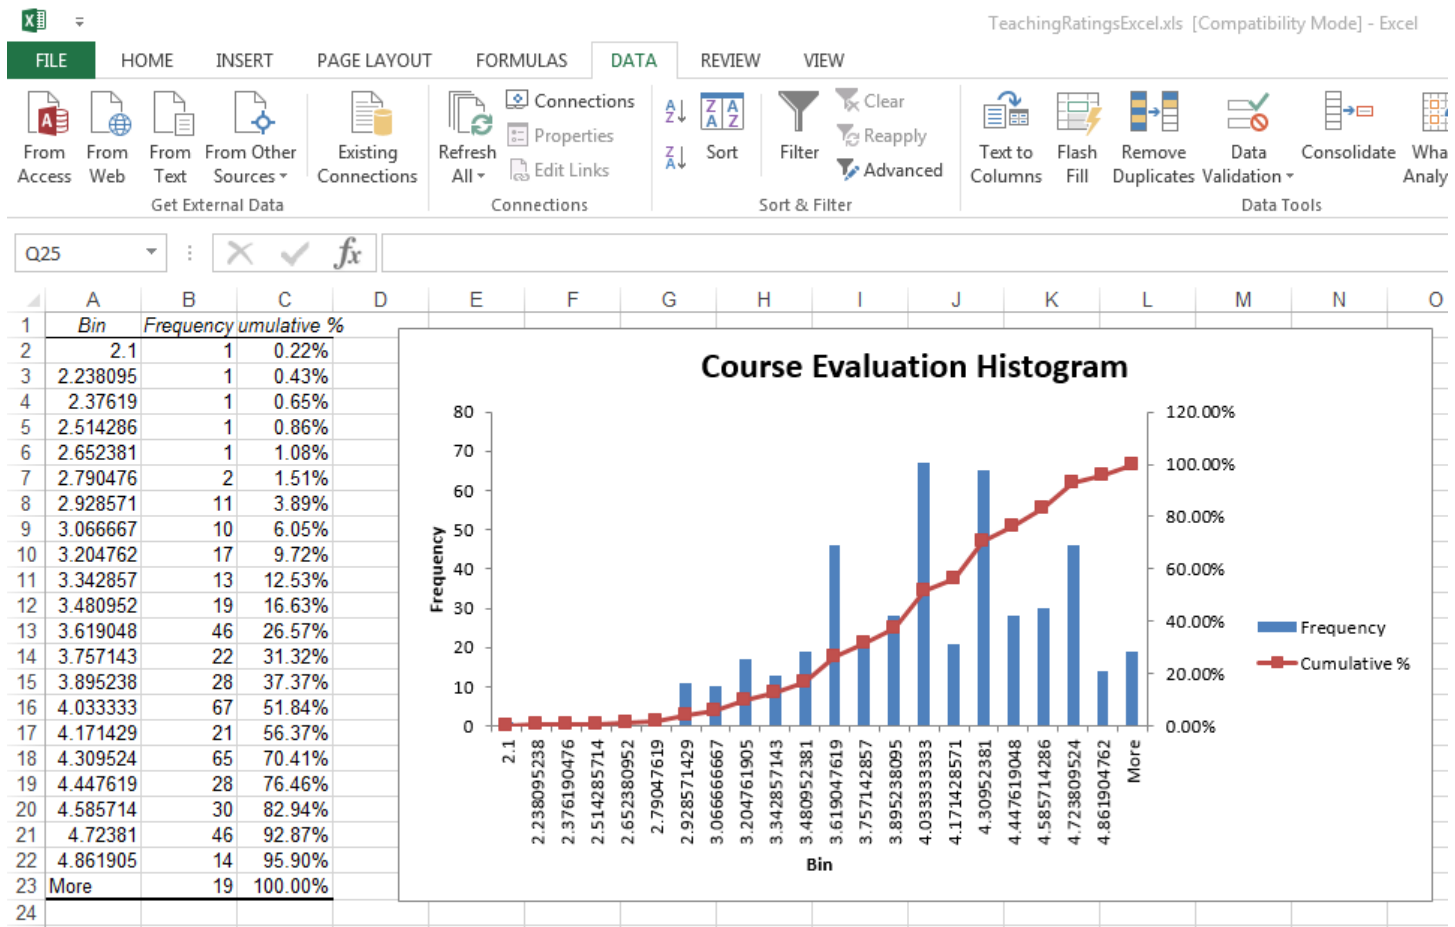 TeachingRatingsExcel.xls [Compatibility Mode] - Excel
FILE HOME INSERT PAGE LAYOUT FORMULAS DATA REVIEW VIEW
From Access
From Web
From Text
From Other Sources
Existing Connections
Get External Data
Refresh All
Connections
Properties
Edit Links
Connections
A Z
Z A
Z A A Z
Sort
Filter
Clear
Reapply
Advanced
Sort & Filter
Text to Columns
Flash Fill
Remove Duplicates
Data Validation
Consolidate
Wha
Analy
Data Tools
Q25
fx
A B C D E F G H I J K L M N O
1 Bin Frequency umulative %
2 2.1 1 0.22%
3 2.238095 1 0.43%
4 2.37619 1 0.65%
5 2.514286 1 0.86%
6 2.652381 1 1.08%
7 2.790476 2 1.51%
8 2.928571 11 3.89%
9 3.066667 10 6.05%
10 3.204762 17 9.72%
11 3.342857 13 12.53%
12 3.480952 19 16.63%
13 3.619048 46 26.57%
14 3.757143 22 31.32%
15 3.895238 28 37.37%
16 4.033333 67 51.84%
17 4.171429 21 56.37%
18 4.309524 65 70.41%
19 4.447619 28 76.46%
20 4.585714 30 82.94%
21 4.72381 46 92.87%
22 4.861905 14 95.90%
23 More 19 100.00%
24
Course Evaluation Histogram
Frequency
80
70
60
50
40
30
20
10
0
120.00%
100.00%
80.00%
60.00%
40.00%
20.00%
0.00%
2.1
2.238095238
2.376190476
2.514285714
2.652380952
2.79047619
2.928571429
3.066666667
3.204761905
3.342857143
3.480952381
3.619047619
3.757142857
3.895238095
4.033333333
4.171428571
4.30952381
4.447619048
4.585714286
4.723809524
4.861904762
More
Bin
Frequency
Cumulative %